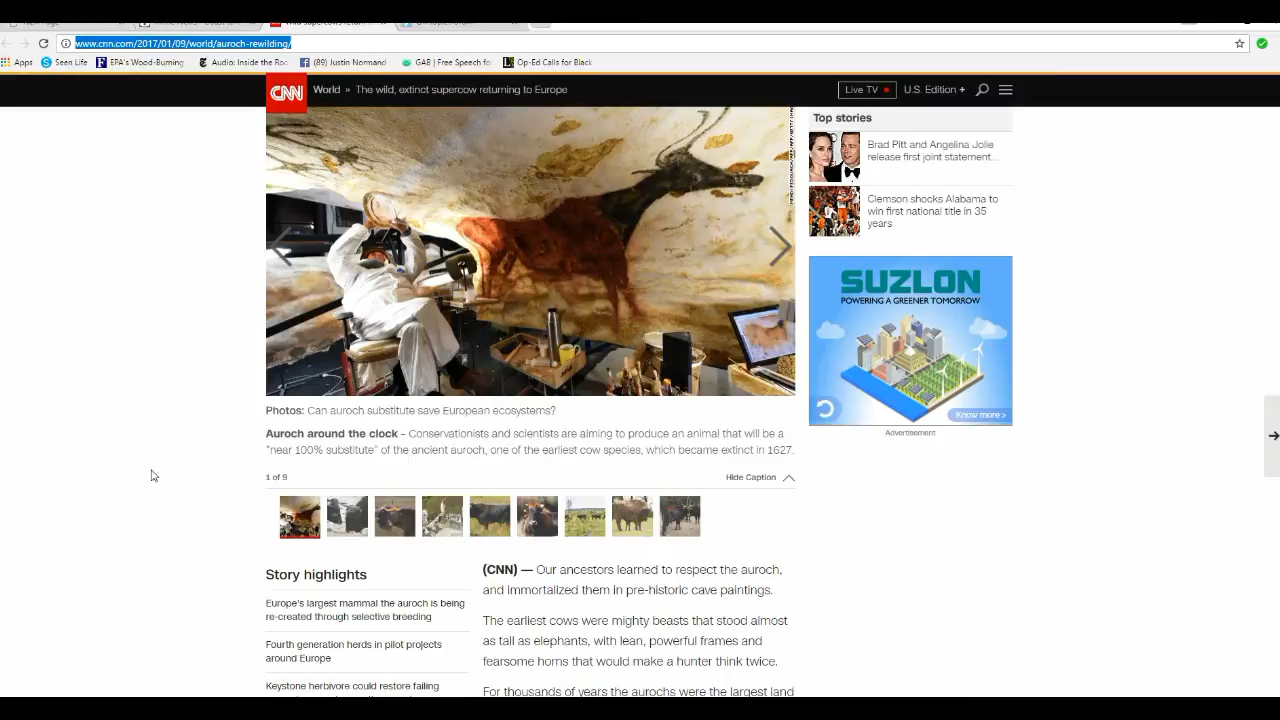 www.cnn.com/2017/01/09/world/auroch-rewilding/
Apps
Seen Life
EPA's Wood-Burning
Audio: Inside the Roo
(89) Justin Normand
GAB | Free Speech fo
Op-Ed Calls for Black
CNN
World » The wild, extinct supercow returning to Europe
Live TV
U.S. Edition +
Top stories
Brad Pitt and Angelina Jolie
release first joint statement...
Clemson shocks Alabama to
win first national title in 35
years
SUZLON
POWERING A GREENER TOMORROW
Know more >
Advertisement
Photos: Can auroch substitute save European ecosystems?
Auroch around the clock – Conservationists and scientists are aiming to produce an animal that will be a
"near 100% substitute" of the ancient auroch, one of the earliest cow species, which became extinct in 1627.
1 of 9
Hide Caption
Story highlights
Europe's largest mammal the auroch is being
re-created through selective breeding
Fourth generation herds in pilot projects
around Europe
Keystone herbivore could restore failing
(CNN) — Our ancestors learned to respect the auroch,
and immortalized them in pre-historic cave paintings.
The earliest cows were mighty beasts that stood almost
as tall as elephants, with lean, powerful frames and
fearsome horns that would make a hunter think twice.
For thousands of years the aurochs were the largest land